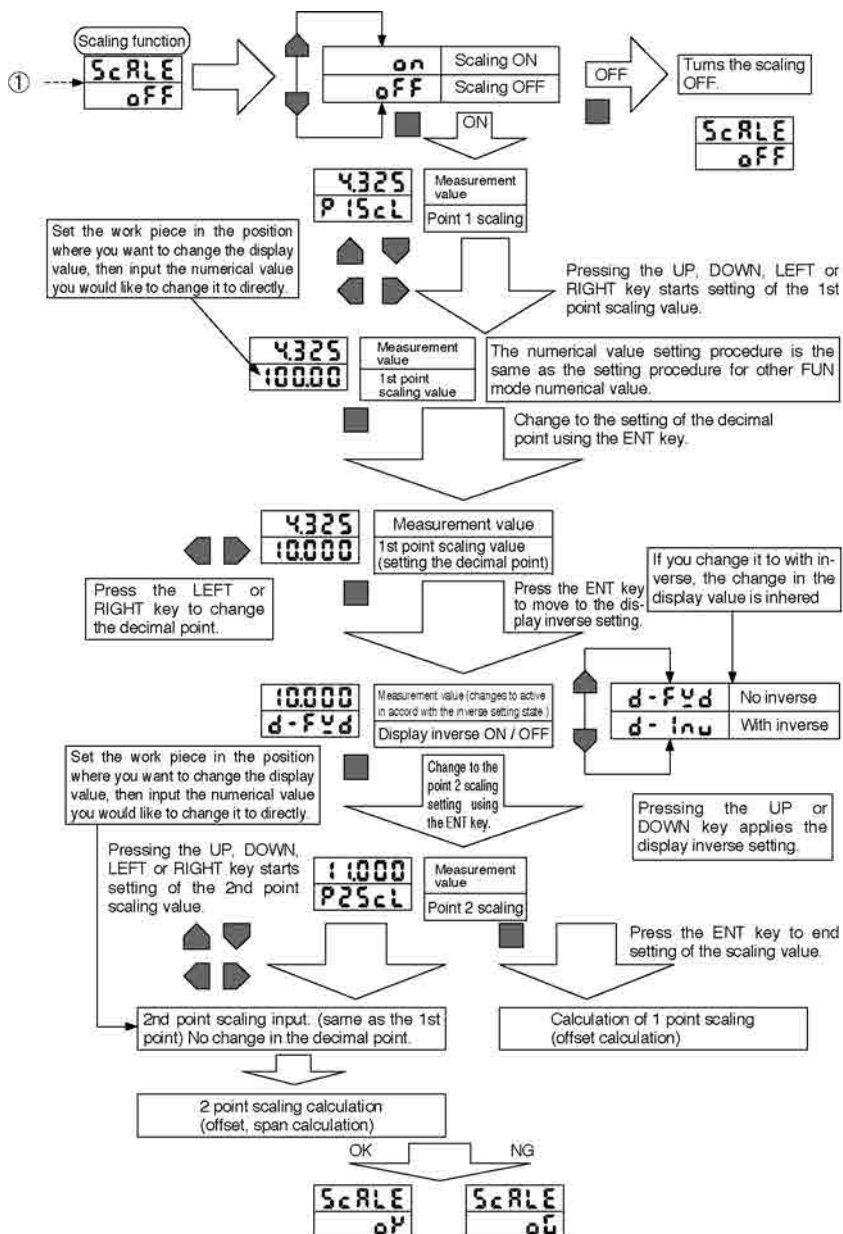 Scaling function
①
ScALE
oFF
on
Scaling ON
oFF
Scaling OFF
OFF
Turns the scaling
OFF.
ScALE
oFF
ON
4.325
P1ScL
Measurement
value
Point 1 scaling
Set the work piece in the position
where you want to change the display
value, then input the numerical value
you would like to change it to directly.
Pressing the UP, DOWN, LEFT or
RIGHT key starts setting of the 1st
point scaling value.
4.325
100.00
Measurement
value
1st point
scaling value
The numerical value setting procedure is the
same as the setting procedure for other FUN
mode numerical value.
Change to the setting of the decimal
point using the ENT key.
4.325
10.000
Measurement value
1st point scaling value
(setting the decimal point)
Press the LEFT or
RIGHT key to change
the decimal point.
Press the ENT key
to move to the dis-
play inverse setting.
If you change it to with in-
verse, the change in the
display value is inhered
10.000
d-Fwd
Measurement value (changes to active
in accord with the inverse setting state )
Display inverse ON / OFF
d-Fwd
No inverse
d-Inv
With inverse
Set the work piece in the position
where you want to change the display
value, then input the numerical value
you would like to change it to directly.
Change to the
point 2 scaling
setting using
the ENT key.
Pressing the UP or
DOWN key applies the
display inverse setting.
Pressing the UP, DOWN,
LEFT or RIGHT key starts
setting of the 2nd point
scaling value.
11.000
P2ScL
Measurement
value
Point 2 scaling
Press the ENT key to end
setting of the scaling value.
2nd point scaling input. (same as the 1st
point) No change in the decimal point.
Calculation of 1 point scaling
(offset calculation)
2 point scaling calculation
(offset, span calculation)
OK
NG
ScALE
oK
ScALE
oG